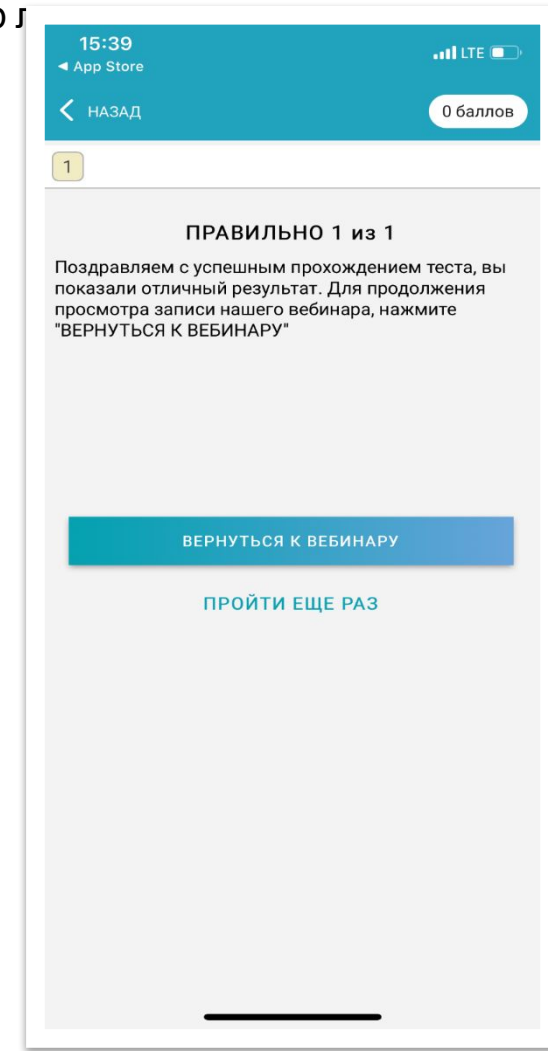 15:39
LTE
◀ App Store
НАЗАД
0 баллов
1
ПРАВИЛЬНО 1 из 1
Поздравляем с успешным прохождением теста, вы
показали отличный результат. Для продолжения
просмотра записи нашего вебинара, нажмите
"ВЕРНУТЬСЯ К ВЕБИНАРУ"
ВЕРНУТЬСЯ К ВЕБИНАРУ
ПРОЙТИ ЕЩЕ РАЗ